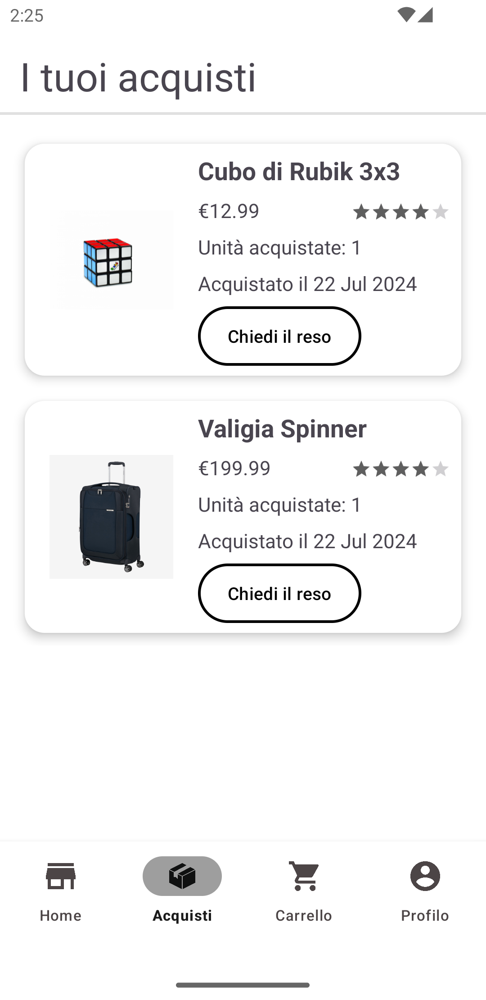 2:25
I tuoi acquisti
Cubo di Rubik 3x3
€12.99
Unità acquistate: 1
Acquistato il 22 Jul 2024
Chiedi il reso
Valigia Spinner
€199.99
Unità acquistate: 1
Acquistato il 22 Jul 2024
Chiedi il reso
Home
Acquisti
Carrello
Profilo